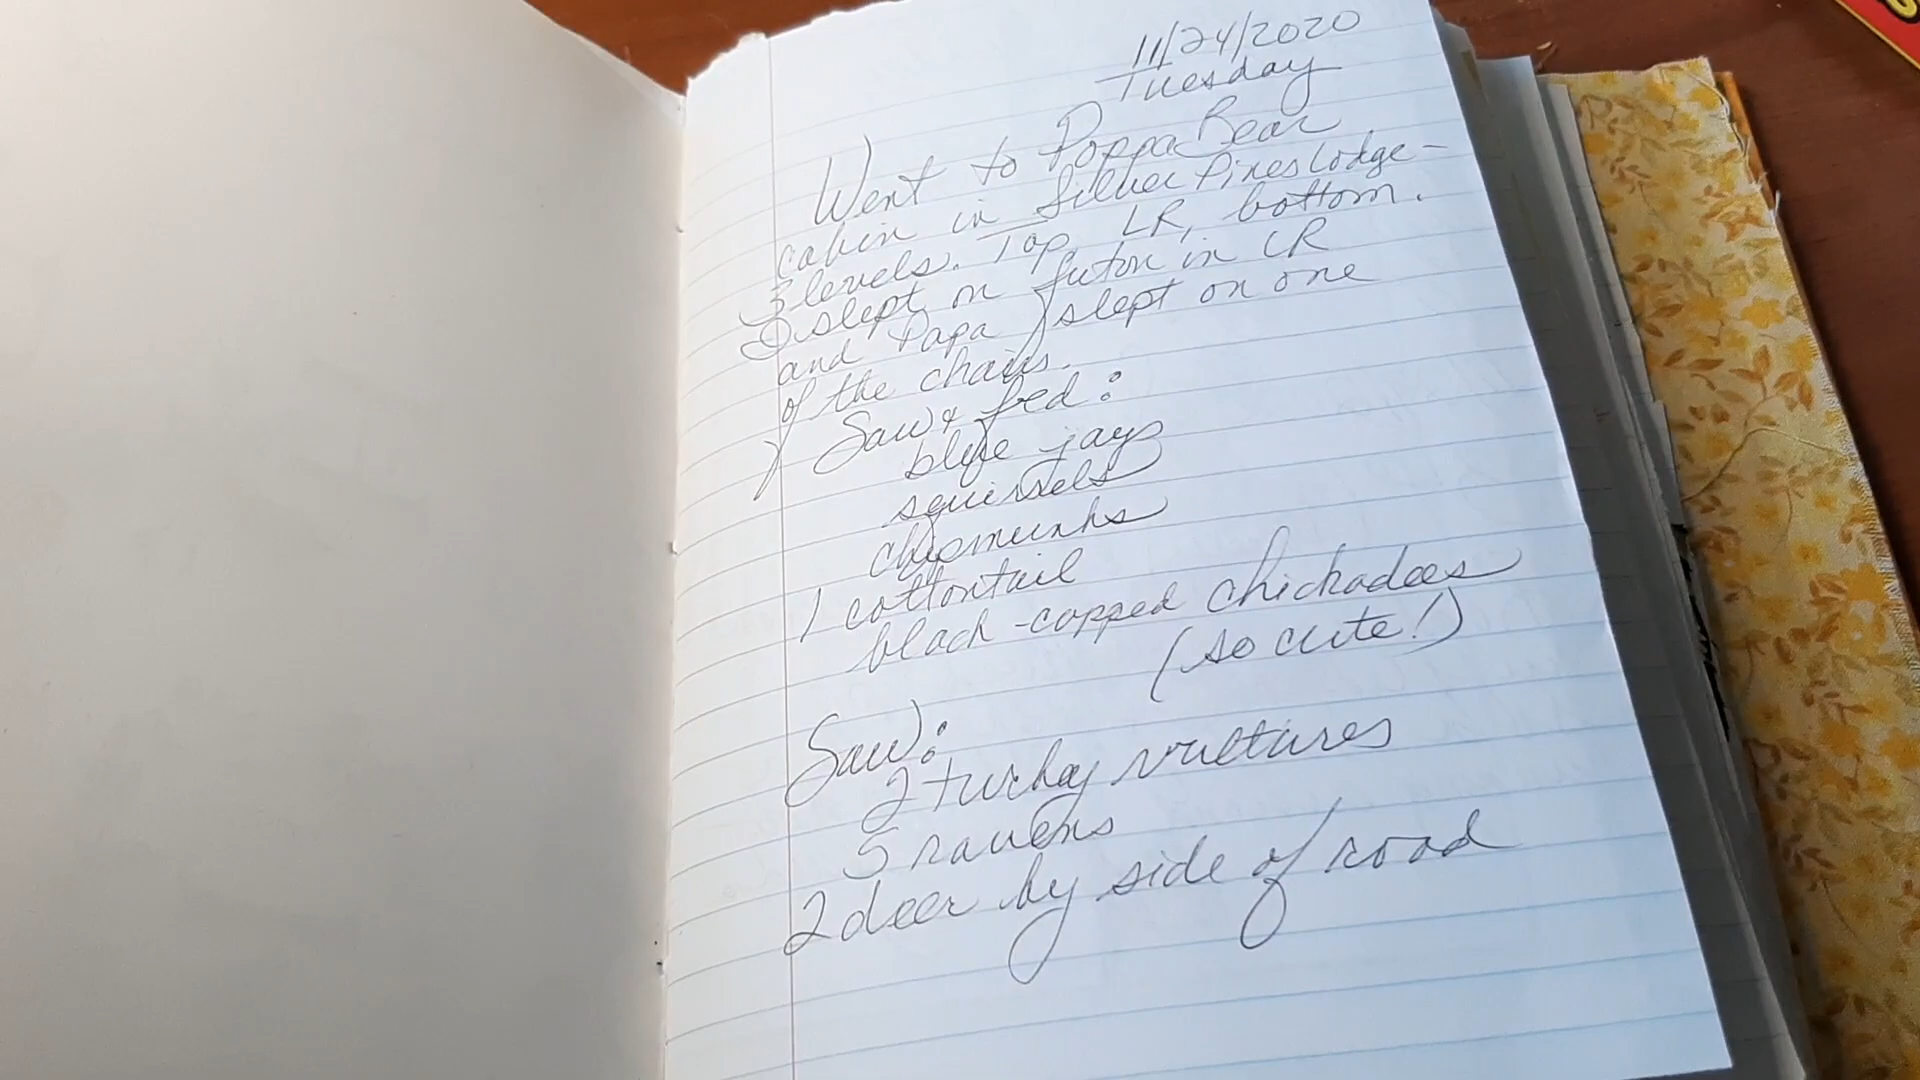 11/24/2020
Tuesday
Went to Poppa Bear
cabin in Silver Pines Lodge -
3 levels. Top, LR, bottom.
I slept on futon in LR
and Papa slept on one
of the chairs.
Saw & fed:
blue jays
squirrels
chipmunks
1 cottontail
black-capped chickadees
(so cute!)
Saw:
2 turkey vultures
5 ravens
2 deer by side of road